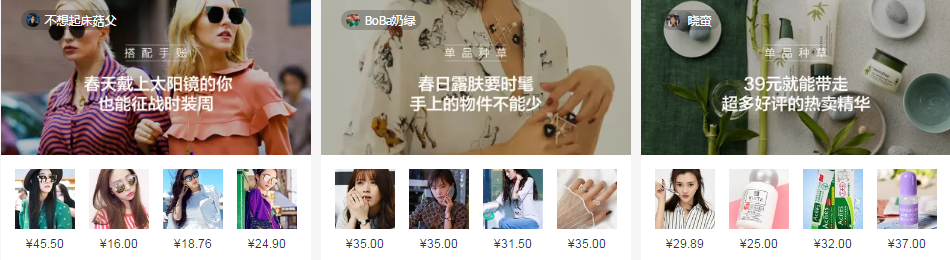 不想起床菇父
搭配手账
春天戴上太阳镜的你
也能征战时装周
¥45.50
¥16.00
¥18.76
¥24.90
BoBa奶绿
单品种草
春日露肤要时髦
手上的物件不能少
¥35.00
¥35.00
¥31.50
¥35.00
晓蛮
单品种草
39元就能带走
超多好评的热卖精华
¥29.89
¥25.00
¥32.00
¥37.00